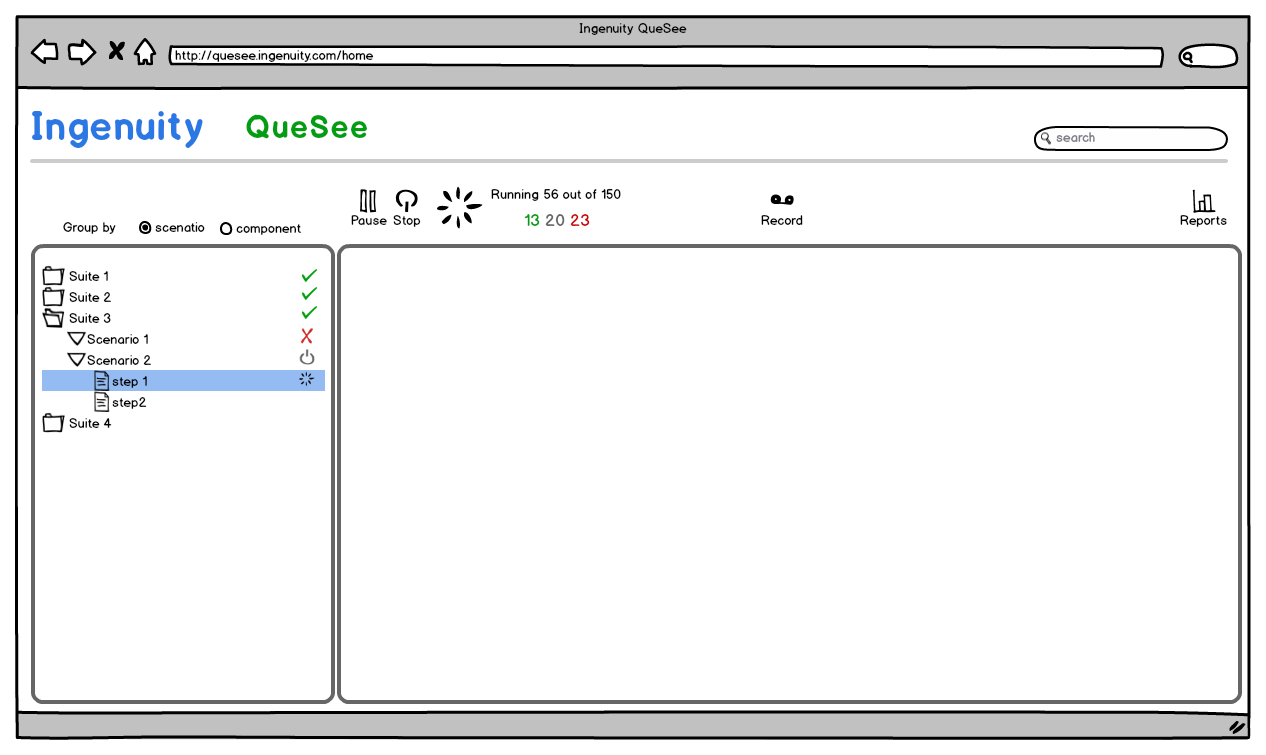 Ingenuity QueSee
http://quesee.ingenuity.com/home
Ingenuity QueSee
search
Running 56 out of 150
Pause Stop
13 20 23
Record
Reports
Group by scenatio component
Suite 1
Suite 2
Suite 3
Scenario 1
Scenario 2
step 1
step2
Suite 4